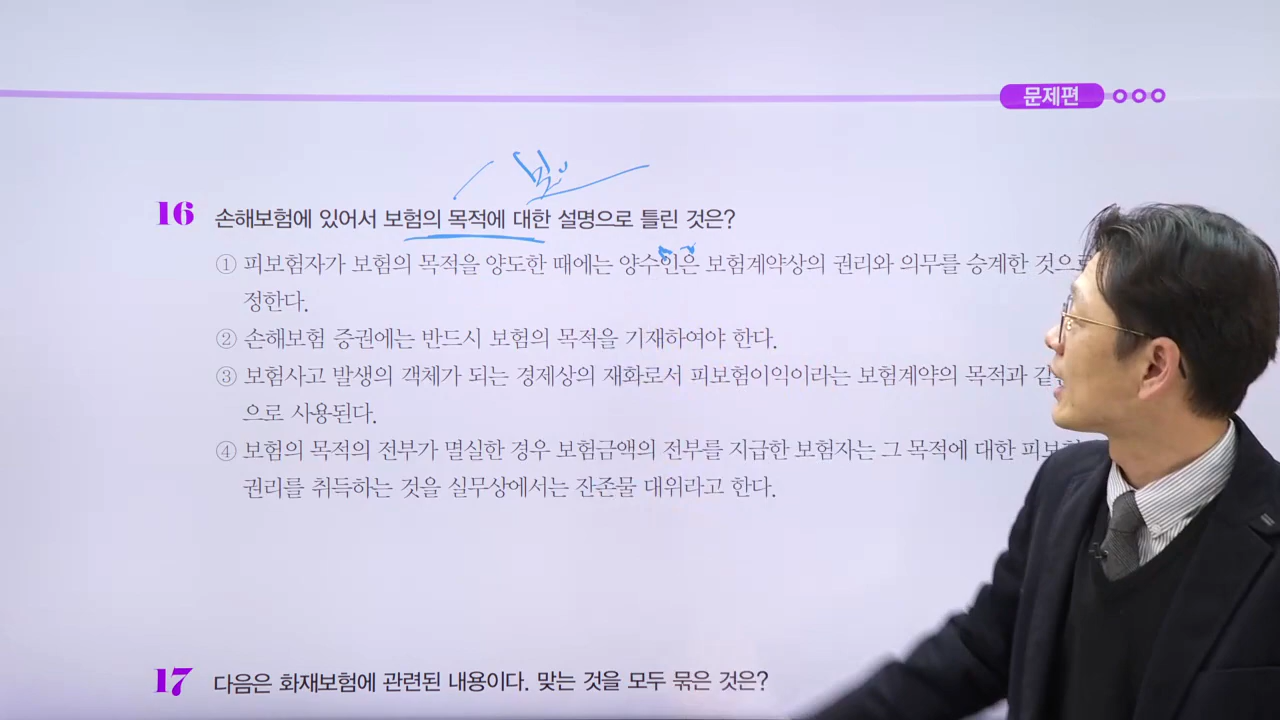 문제편
16 손해보험에 있어서 보험의 목적에 대한 설명으로 틀린 것은?
① 피보험자가 보험의 목적을 양도한 때에는 양수인은 보험계약상의 권리와 의무를 승계한 것으로
정한다.
② 손해보험 증권에는 반드시 보험의 목적을 기재하여야 한다.
③ 보험사고 발생의 객체가 되는 경제상의 재화로서 피보험이익이라는 보험계약의 목적과
으로 사용된다.
④ 보험의 목적의 전부가 멸실한 경우 보험금액의 전부를 지급한 보험자는 그 목적에 대한
권리를 취득하는 것을 실무상에서는 잔존물 대위라고 한다.
17 다음은 화재보험에 관련된 내용이다. 맞는 것을 모두 묶은 것은?